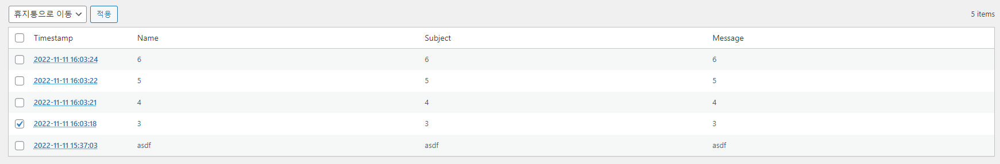 휴지통으로 이동 적용 5 items
Timestamp Name Subject Message
2022-11-11 16:03:24 6 6 6
2022-11-11 16:03:22 5 5 5
2022-11-11 16:03:21 4 4 4
2022-11-11 16:03:18 3 3 3
2022-11-11 15:37:03 asdf asdf asdf